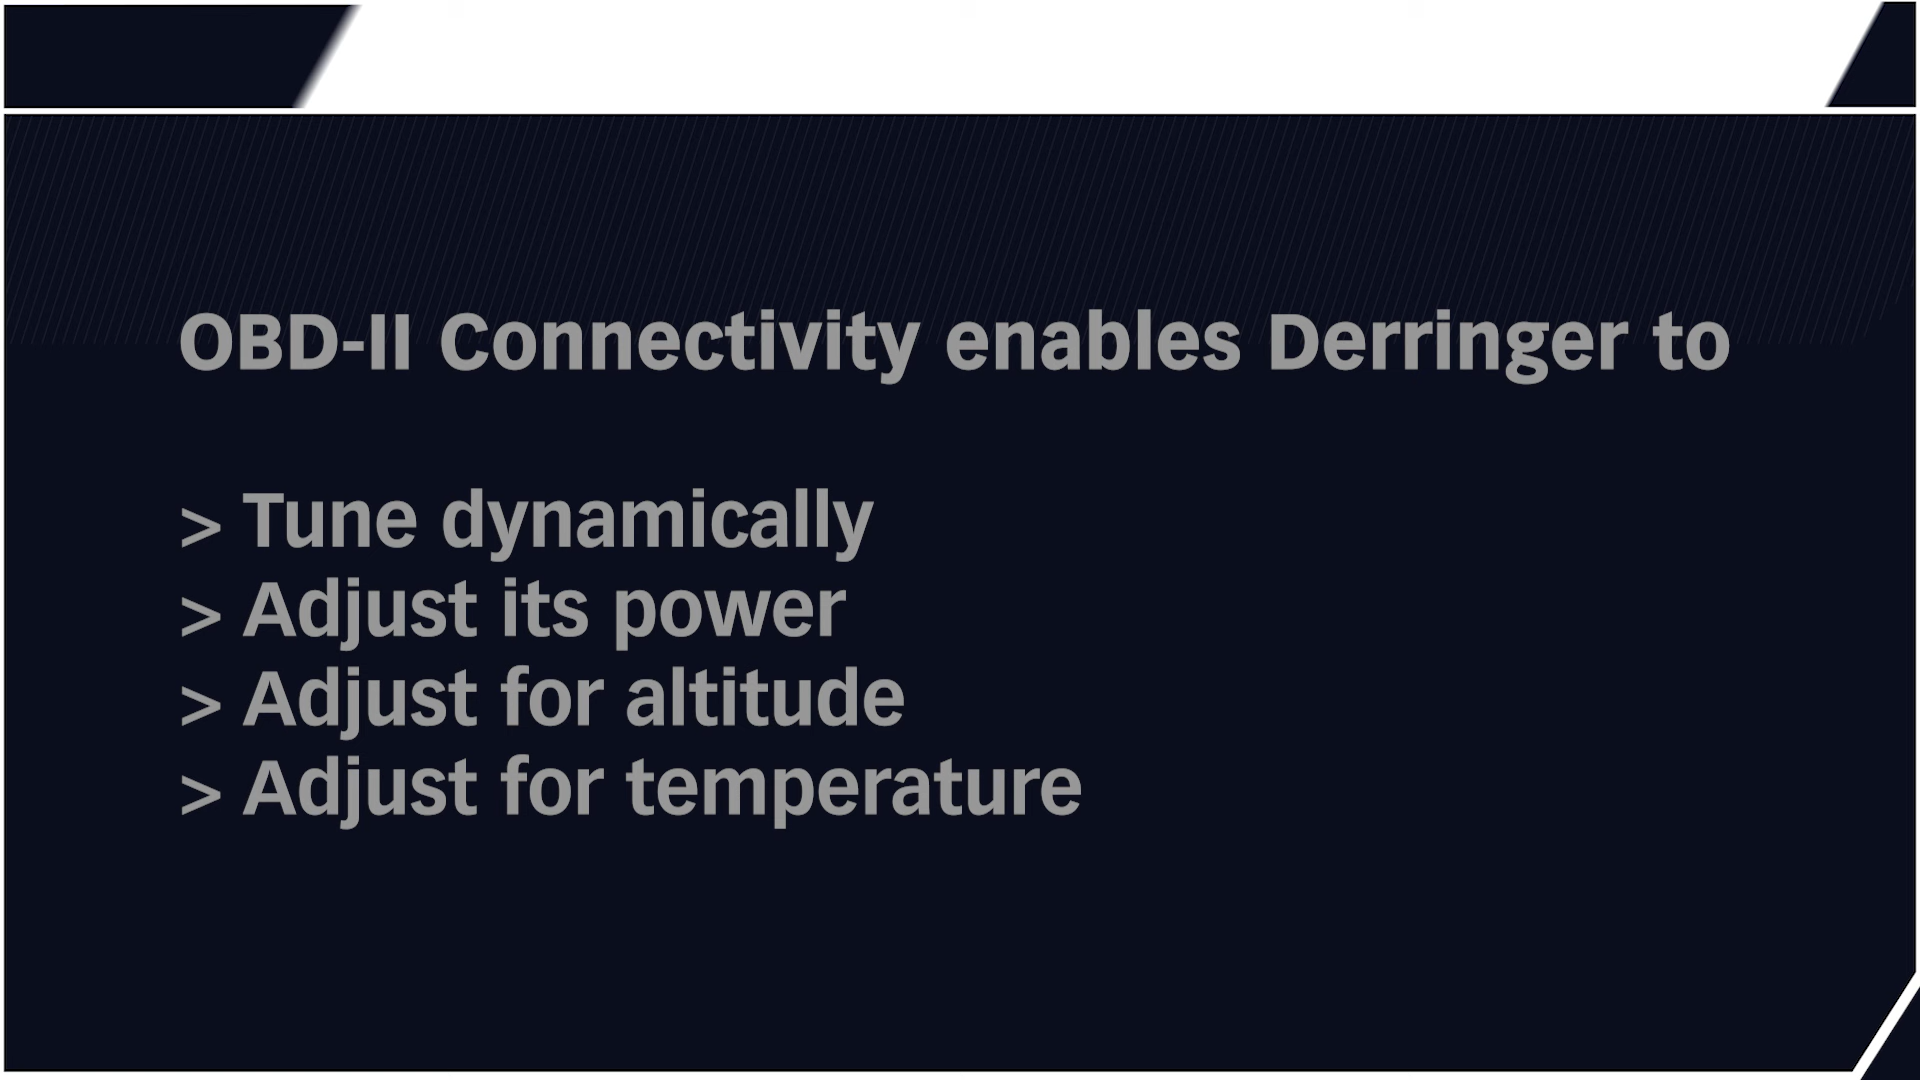 OBD-II Connectivity enables Derringer to
> Tune dynamically
> Adjust its power
> Adjust for altitude
> Adjust for temperature